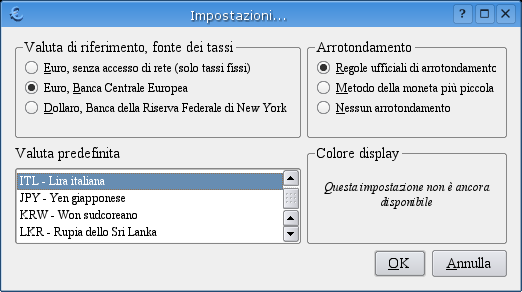 Impostazioni...
Valuta di riferimento, fonte dei tassi
Euro, senza accesso di rete (solo tassi fissi)
Euro, Banca Centrale Europea
Dollaro, Banca della Riserva Federale di New York
Arrotondamento
Regole ufficiali di arrotondamento
Metodo della moneta più piccola
Nessun arrotondamento
Valuta predefinita
ITL - Lira italiana
JPY - Yen giapponese
KRW - Won sudcoreano
LKR - Rupia dello Sri Lanka
Colore display
Questa impostazione non è ancora
disponibile
OK
Annulla